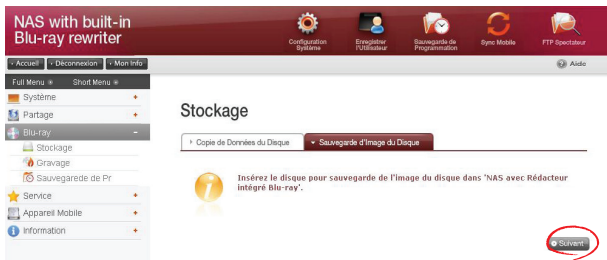 NAS with built-in
Blu-ray rewriter
Configuration
Système
Enregistrer
l'Utilisateur
Sauvegarde de
Programmation
Sync Mobile
FTP Spectateur
Accueil
Déconnexion
Mon Info
Aide
Full Menu
Short Menu
Système
Partage
Blu-ray
Stockage
Gravage
Sauvegarede de Pr
Service
Appareil Mobile
Information
Stockage
Copie de Données du Disque
Sauvegarde d'Image du Disque
Insérez le disque pour sauvegarde de l'image du disque dans 'NAS avec Rédacteur
intégré Blu-ray'.
Suivant